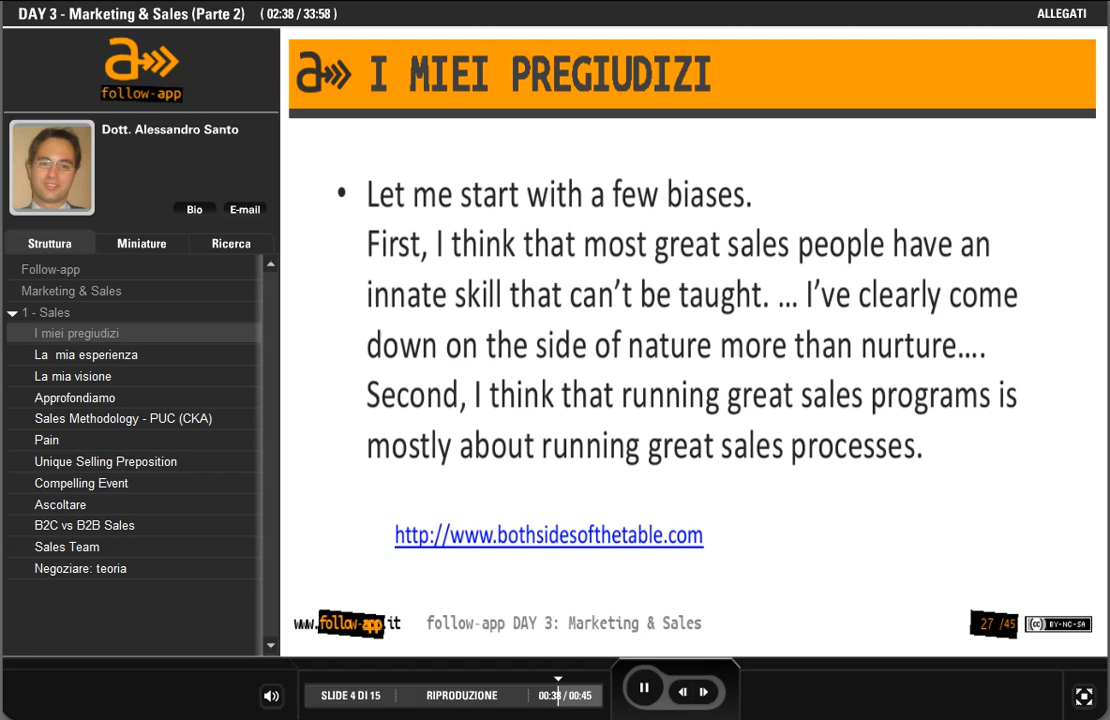 DAY 3 - Marketing & Sales (Parte 2) ( 02:38 / 33:58 )
ALLEGATI
a
follow-app
Dott. Alessandro Santo
Bio E-mail
Struttura Miniature Ricerca
Follow-app
Marketing & Sales
1 - Sales
I miei pregiudizi
La mia esperienza
La mia visione
Approfondiamo
Sales Methodology - PUC (CKA)
Pain
Unique Selling Preposition
Compelling Event
Ascoltare
B2C vs B2B Sales
Sales Team
Negoziare: teoria
a I MIEI PREGIUDIZI
• Let me start with a few biases.
First, I think that most great sales people have an
innate skill that can’t be taught. ... I’ve clearly come
down on the side of nature more than nurture....
Second, I think that running great sales programs is
mostly about running great sales processes.
http://www.bothsidesofthetable.com
www.follow-app.it follow-app DAY 3: Marketing & Sales 27 /45 (cc) BY-NC-SA
SLIDE 4 DI 15 RIPRODUZIONE 00:38 / 00:45